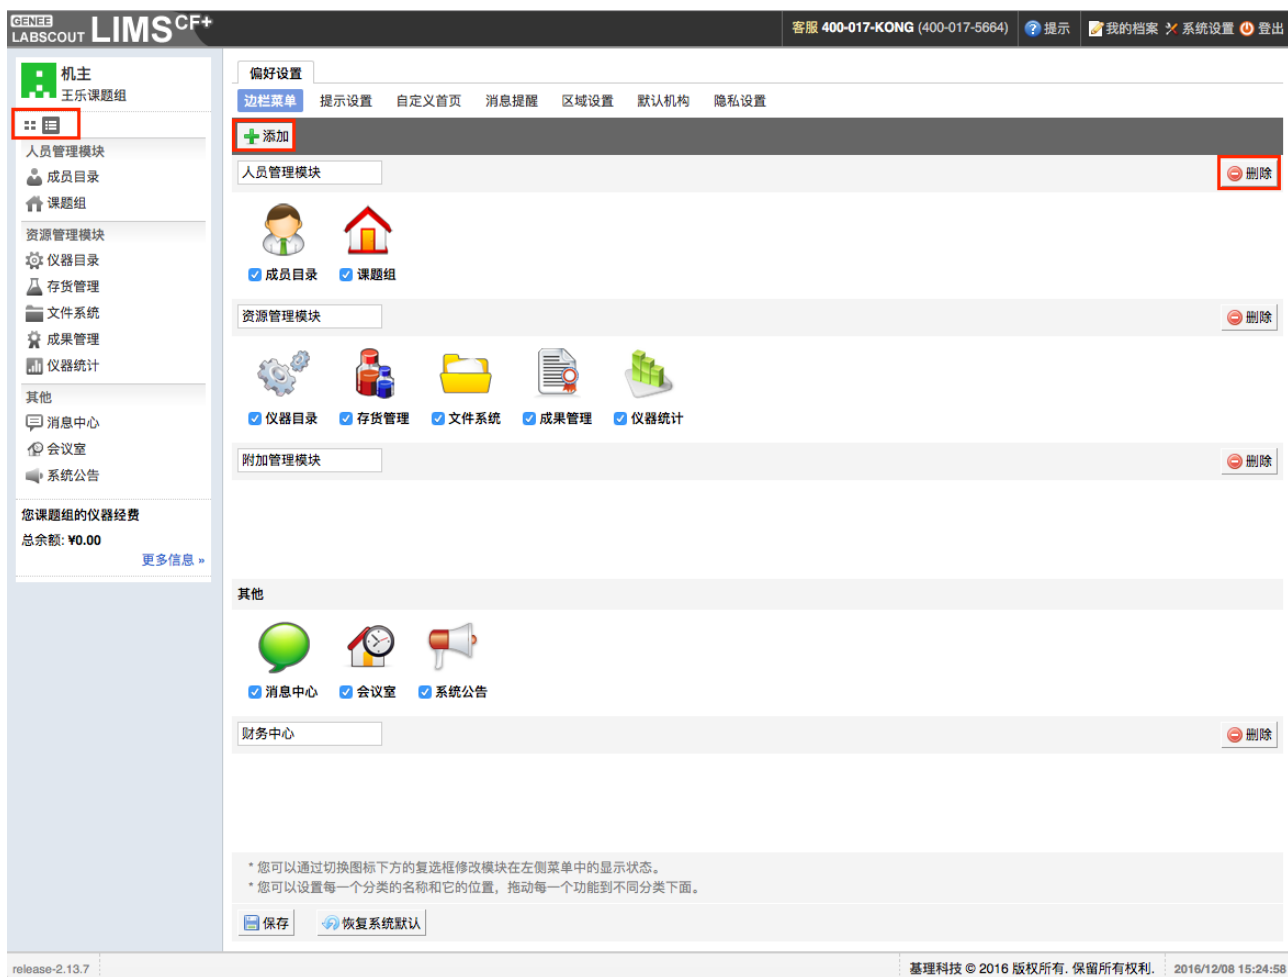 GENEE
LABSCOUT LIMS CF+
客服 400-017-KONG (400-017-5664) 提示 我的档案 系统设置 登出
机主
王乐课题组
人员管理模块
成员目录
课题组
资源管理模块
仪器目录
存货管理
文件系统
成果管理
仪器统计
其他
消息中心
会议室
系统公告
您课题组的仪器经费
总余额: ¥0.00
更多信息 »
偏好设置
边栏菜单 提示设置 自定义首页 消息提醒 区域设置 默认机构 隐私设置
添加
人员管理模块 删除
成员目录 课题组
资源管理模块 删除
仪器目录 存货管理 文件系统 成果管理 仪器统计
附加管理模块 删除
其他
消息中心 会议室 系统公告
财务中心 删除
* 您可以通过切换图标下方的复选框修改模块在左侧菜单中的显示状态。
* 您可以设置每一个分类的名称和它的位置，拖动每一个功能到不同分类下面。
保存 恢复系统默认
release-2.13.7 基理科技 © 2016 版权所有. 保留所有权利. 2016/12/08 15:24:58